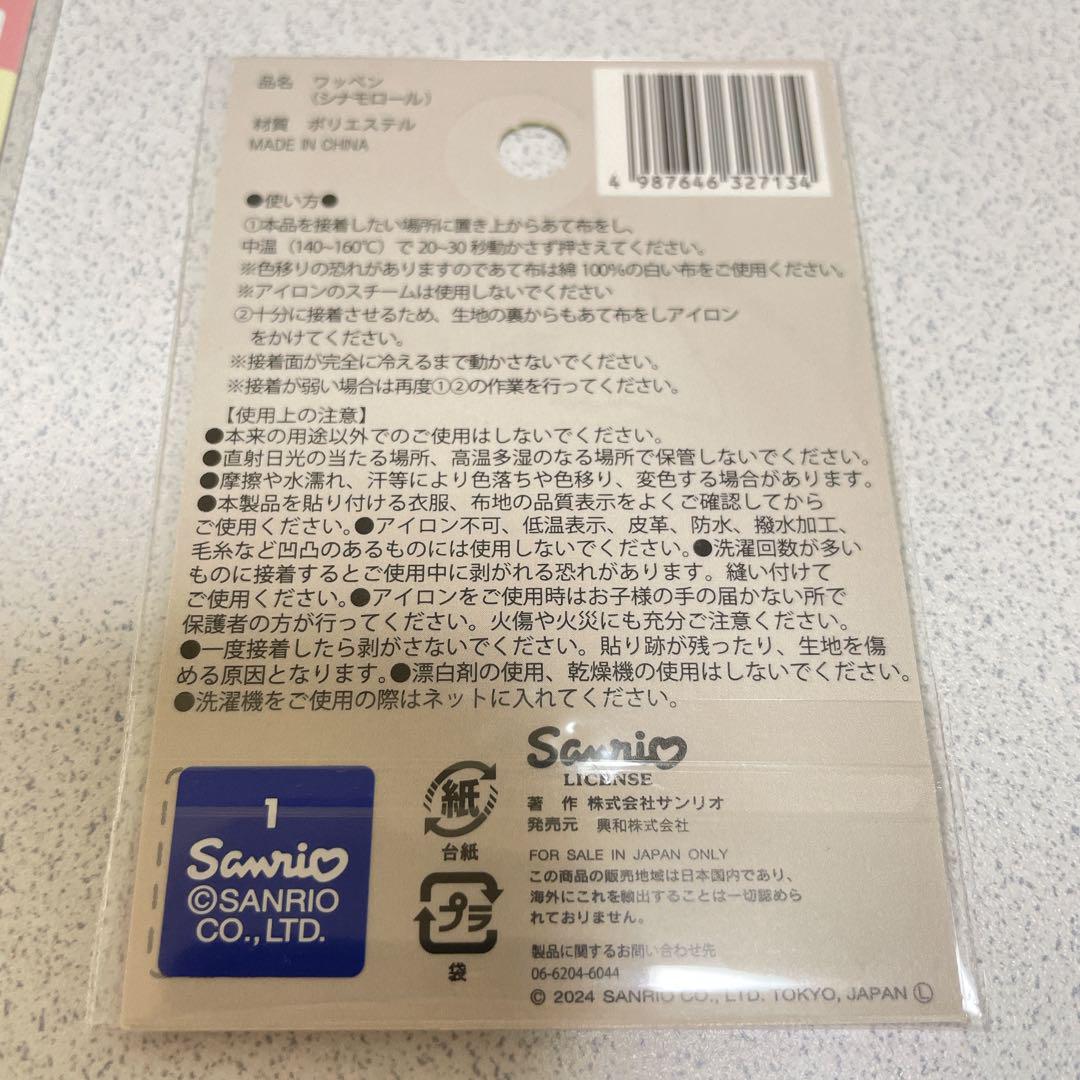 品名 ワッペン
(シナモロール)
材質 ポリエステル
MADE IN CHINA
4 987646 327134
●使い方●
①本品を接着したい場所に置き上からあて布をし、
中温（140~160℃）で 20~30 秒動かさず押さえてください。
※色移りの恐れがありますのであて布は綿 100%の白い布をご使用ください。
※アイロンのスチームは使用しないでください
②十分に接着させるため、生地の裏からもあて布をしアイロン
をかけてください。
※接着面が完全に冷えるまで動かさないでください。
※接着が弱い場合は再度①②の作業を行ってください。
【使用上の注意】
●本来の用途以外でのご使用はしないでください。
●直射日光の当たる場所、高温多湿のなる場所で保管しないでください。
●摩擦や水濡れ、汗等により色落ちや色移り、変色する場合があります。
●本製品を貼り付ける衣服、布地の品質表示をよくご確認してから
ご使用ください。●アイロン不可、低温表示、皮革、防水、撥水加工、
毛糸など凹凸のあるものには使用しないでください。●洗濯回数が多い
ものに接着するとご使用中に剥がれる恐れがあります。縫い付けて
ご使用ください。●アイロンをご使用時はお子様の手の届かない所で
保護者の方が行ってください。火傷や火災にも充分ご注意ください。
●一度接着したら剥がさないでください。貼り跡が残ったり、生地を傷
める原因となります。●漂白剤の使用、乾燥機の使用はしないでください。
●洗濯機をご使用の際はネットに入れてください。
1
Sanrio
©SANRIO
CO.,LTD.
紙
台紙
プラ
袋
Sanrio
LICENSE
著 作 株式会社サンリオ
発売元 興和株式会社
FOR SALE IN JAPAN ONLY
この商品の販売地域は日本国内であり、
海外にこれを輸出することは一切認めら
れておりません。
製品に関するお問い合わせ先
06-6204-6044
© 2024 SANRIO CO., LTD. TOKYO, JAPAN Ⓛ